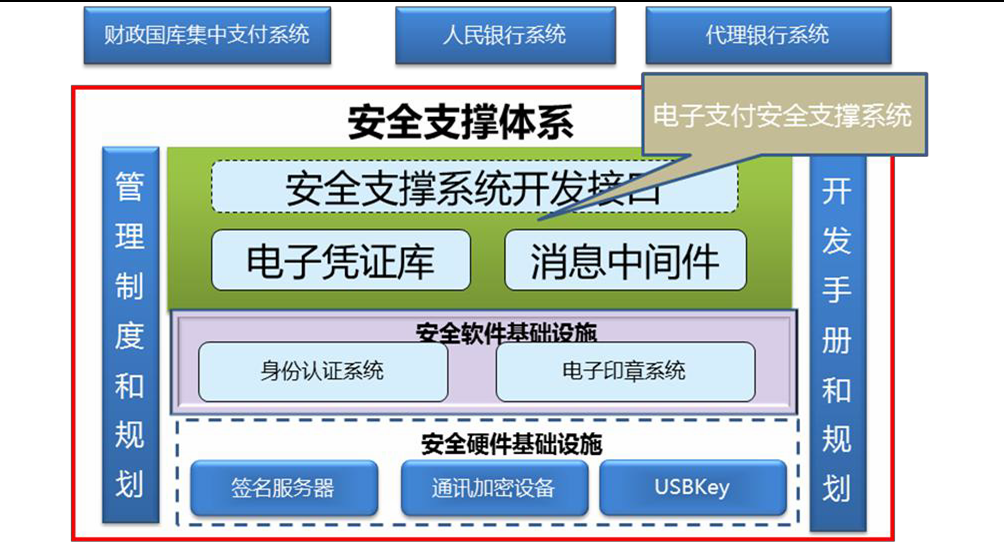 财政国库集中支付系统
人民银行系统
代理银行系统
安全支撑体系
电子支付安全支撑系统
管理制度和规划
安全支撑系统开发接口
电子凭证库
消息中间件
安全软件基础设施
身份认证系统
电子印章系统
安全硬件基础设施
签名服务器
通讯加密设备
USBKey
开发手册和规划